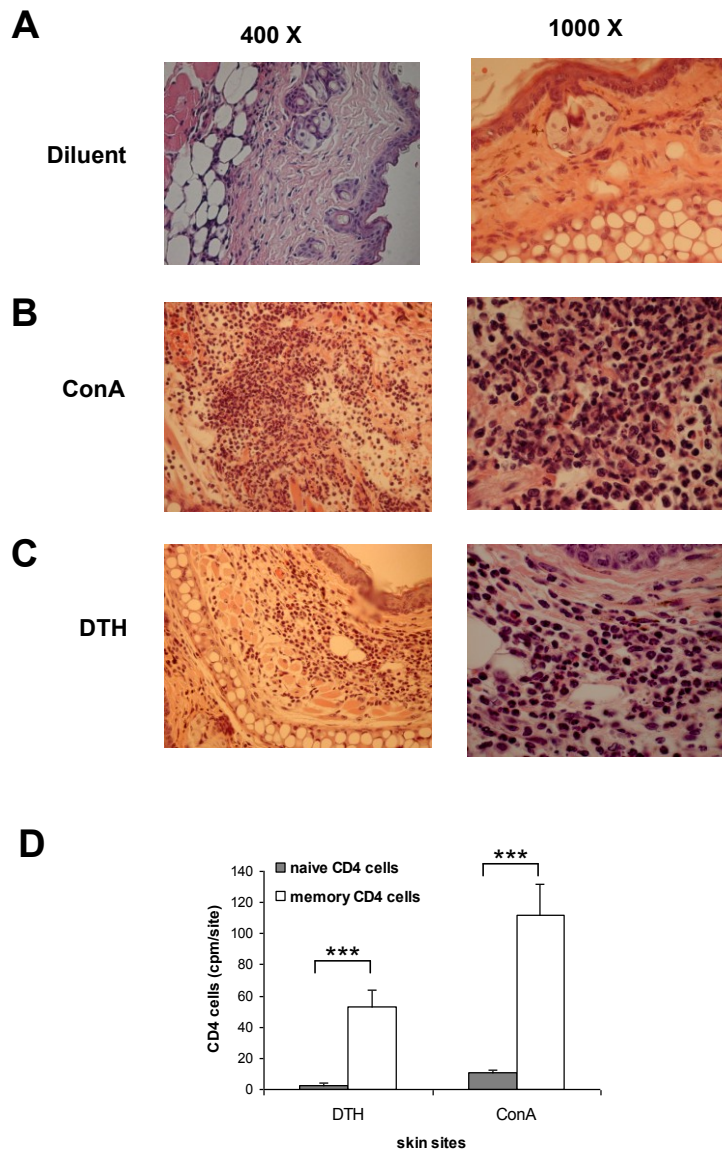 A
400 X
1000 X
Diluent
B
ConA
C
DTH
D
naive CD4 cells
memory CD4 cells
140
120
100
80
60
40
20
0
CD4 cells (cpm/site)
***
***
DTH
ConA
skin sites